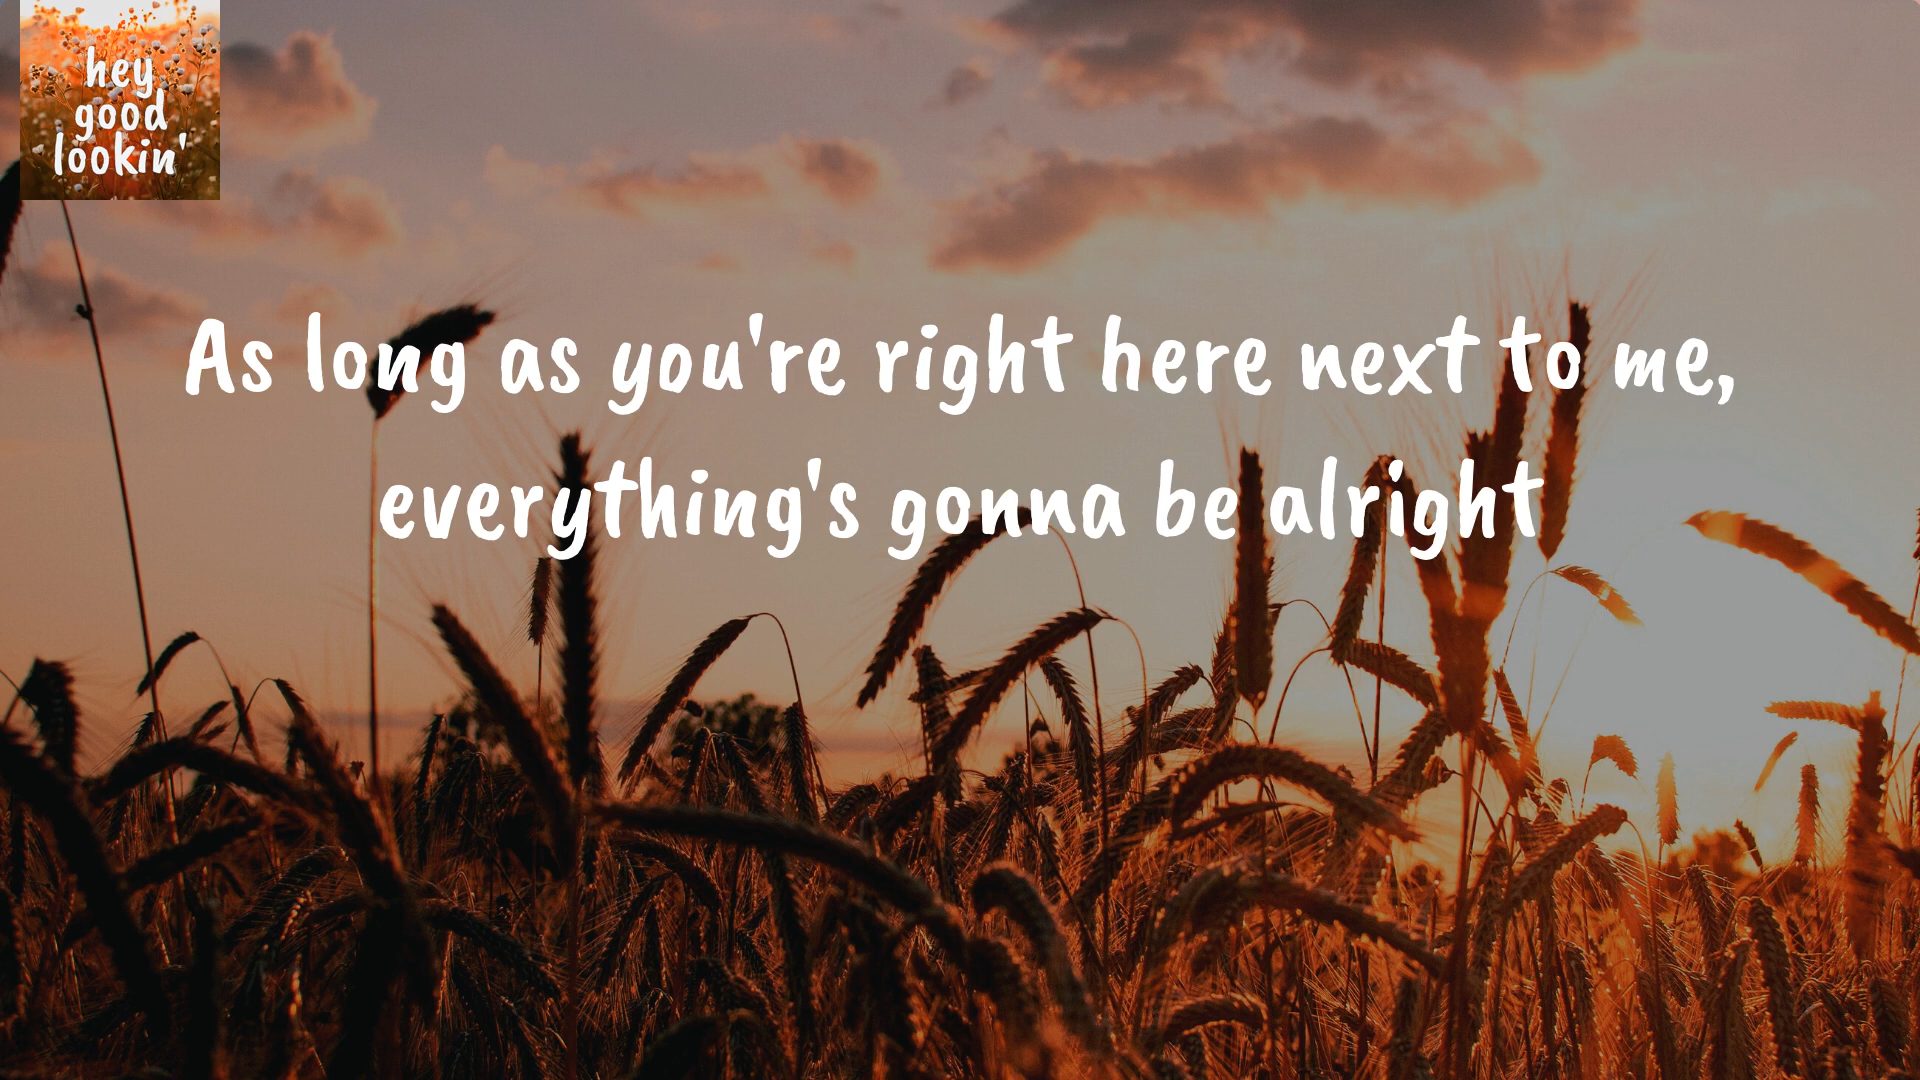 hey
good
lookin'
As long as you're right here next to me,
everything's gonna be alright